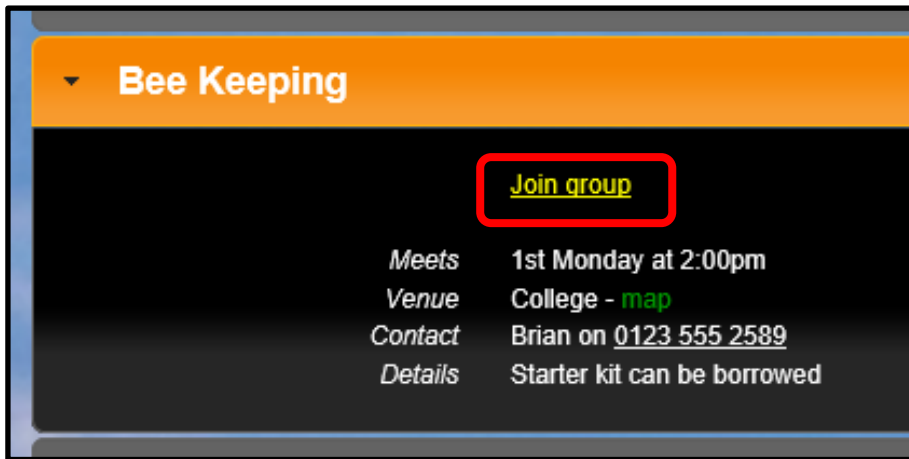 Bee Keeping
Join group
Meets 1st Monday at 2:00pm
Venue College - map
Contact Brian on 0123 555 2589
Details Starter kit can be borrowed